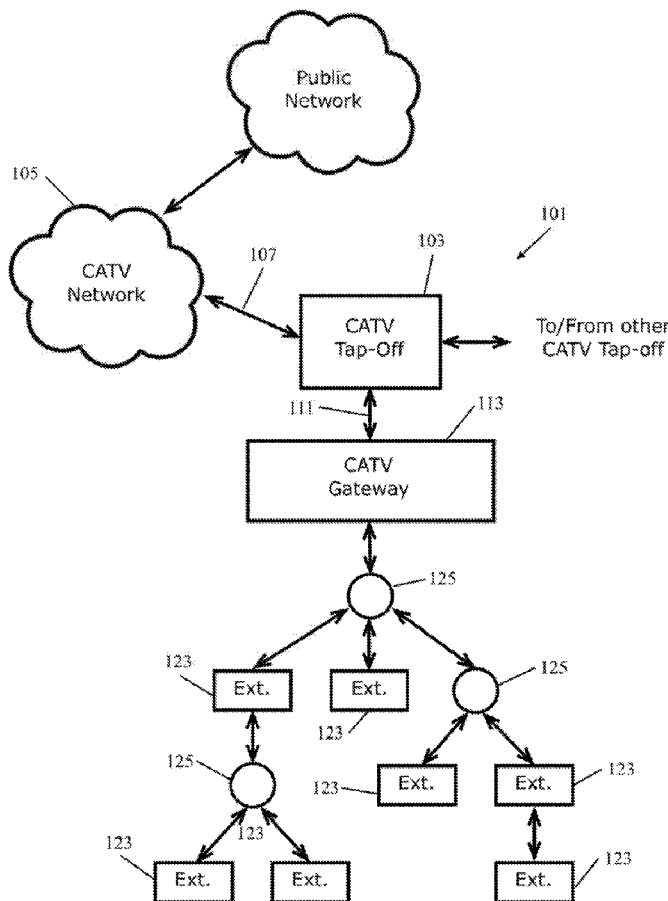 Public
Network
105
101
107
103
CATV
Network
CATV
Tap-Off
To/From other
CATV Tap-off
111
113
CATV
Gateway
125
123
125
Ext.
Ext.
123
125
123
Ext.
Ext.
123
123
123
Ext.
Ext.
Ext.
123